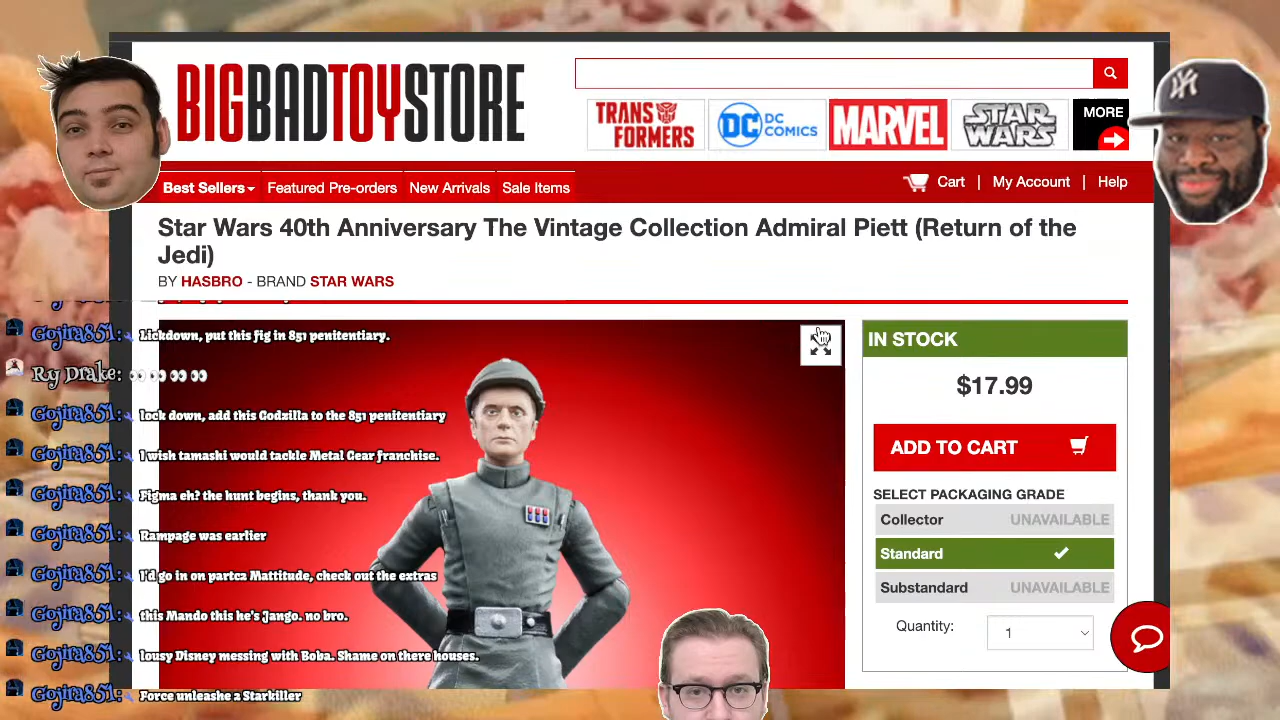 BIGBADTOYSTORE
TRANSFORMERS
DC
DC COMICS
MARVEL
STAR WARS
MORE
Best Sellers
Featured Pre-orders
New Arrivals
Sale Items
Cart | My Account | Help
Star Wars 40th Anniversary The Vintage Collection Admiral Piett (Return of the
Jedi)
BY HASBRO - BRAND STAR WARS
Gojira851: Lickdown, put this fig in 851 penitentiary.
Ry Drake: 👀 👀 👀 👀
Gojira851: lock down, add this Godzilla to the 851 penitentiary
Gojira851: I wish tamashi would tackle Metal Gear franchise.
Gojira851: Figma eh? the hunt begins, thank you.
Gojira851: Rampage was earlier
Gojira851: I'd go in on part2 Mattitude, check out the extras
Gojira851: this Mando this he's Jango. no bro.
Gojira851: lousy Disney messing with Boba. Shame on there houses.
Gojira851: Force unleashe a Starkiller
IN STOCK
$17.99
ADD TO CART
SELECT PACKAGING GRADE
Collector UNAVAILABLE
Standard
Substandard UNAVAILABLE
Quantity: 1